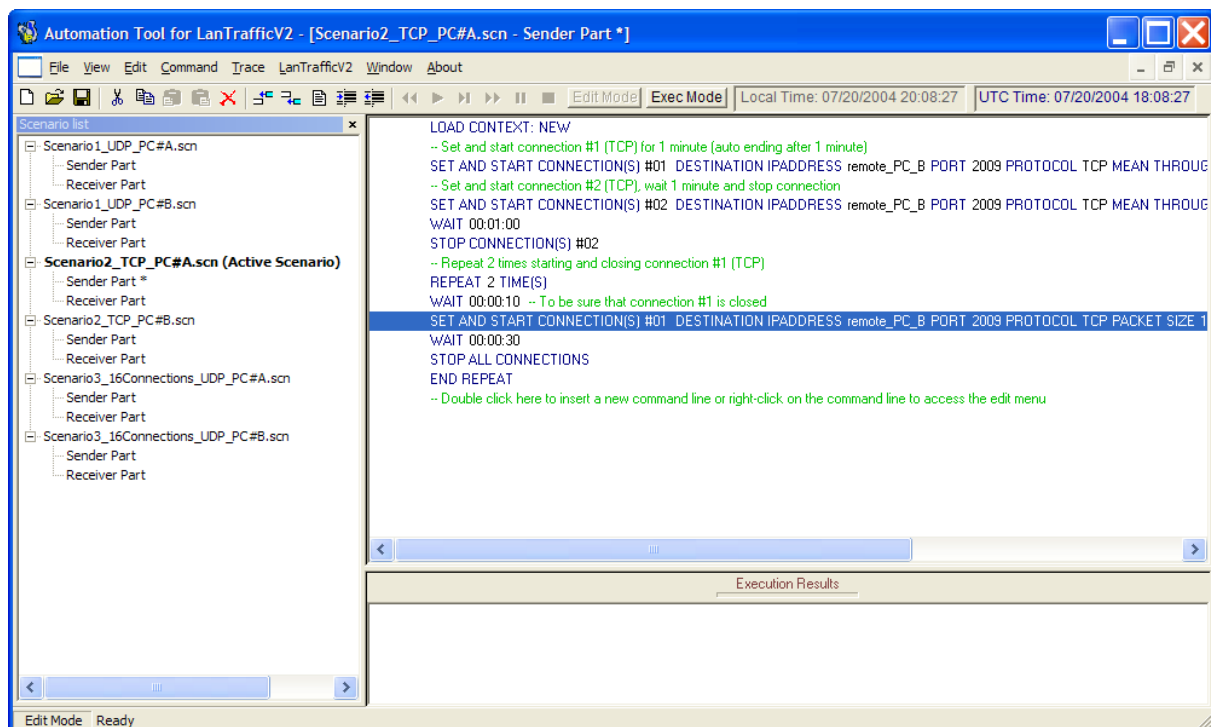 Automation Tool for LanTrafficV2 - [Scenario2_TCP_PC#A.scn - Sender Part *]
File View Edit Command Trace LanTrafficV2 Window About
Edit Mode Exec Mode Local Time: 07/20/2004 20:08:27 UTC Time: 07/20/2004 18:08:27
Scenario list
Scenario1_UDP_PC#A.scn
Sender Part
Receiver Part
Scenario1_UDP_PC#B.scn
Sender Part
Receiver Part
Scenario2_TCP_PC#A.scn (Active Scenario)
Sender Part *
Receiver Part
Scenario2_TCP_PC#B.scn
Sender Part
Receiver Part
Scenario3_16Connections_UDP_PC#A.scn
Sender Part
Receiver Part
Scenario3_16Connections_UDP_PC#B.scn
Sender Part
Receiver Part
LOAD CONTEXT: NEW
-- Set and start connection #1 (TCP) for 1 minute (auto ending after 1 minute)
SET AND START CONNECTION(S) #01 DESTINATION IPADDRESS remote_PC_B PORT 2009 PROTOCOL TCP MEAN THROUG
-- Set and start connection #2 (TCP), wait 1 minute and stop connection
SET AND START CONNECTION(S) #02 DESTINATION IPADDRESS remote_PC_B PORT 2009 PROTOCOL TCP MEAN THROUG
WAIT 00:01:00
STOP CONNECTION(S) #02
-- Repeat 2 times starting and closing connection #1 (TCP)
REPEAT 2 TIME(S)
WAIT 00:00:10 -- To be sure that connection #1 is closed
SET AND START CONNECTION(S) #01 DESTINATION IPADDRESS remote_PC_B PORT 2009 PROTOCOL TCP PACKET SIZE 1
WAIT 00:00:30
STOP ALL CONNECTIONS
END REPEAT
-- Double click here to insert a new command line or right-click on the command line to access the edit menu
Execution Results
Edit Mode Ready